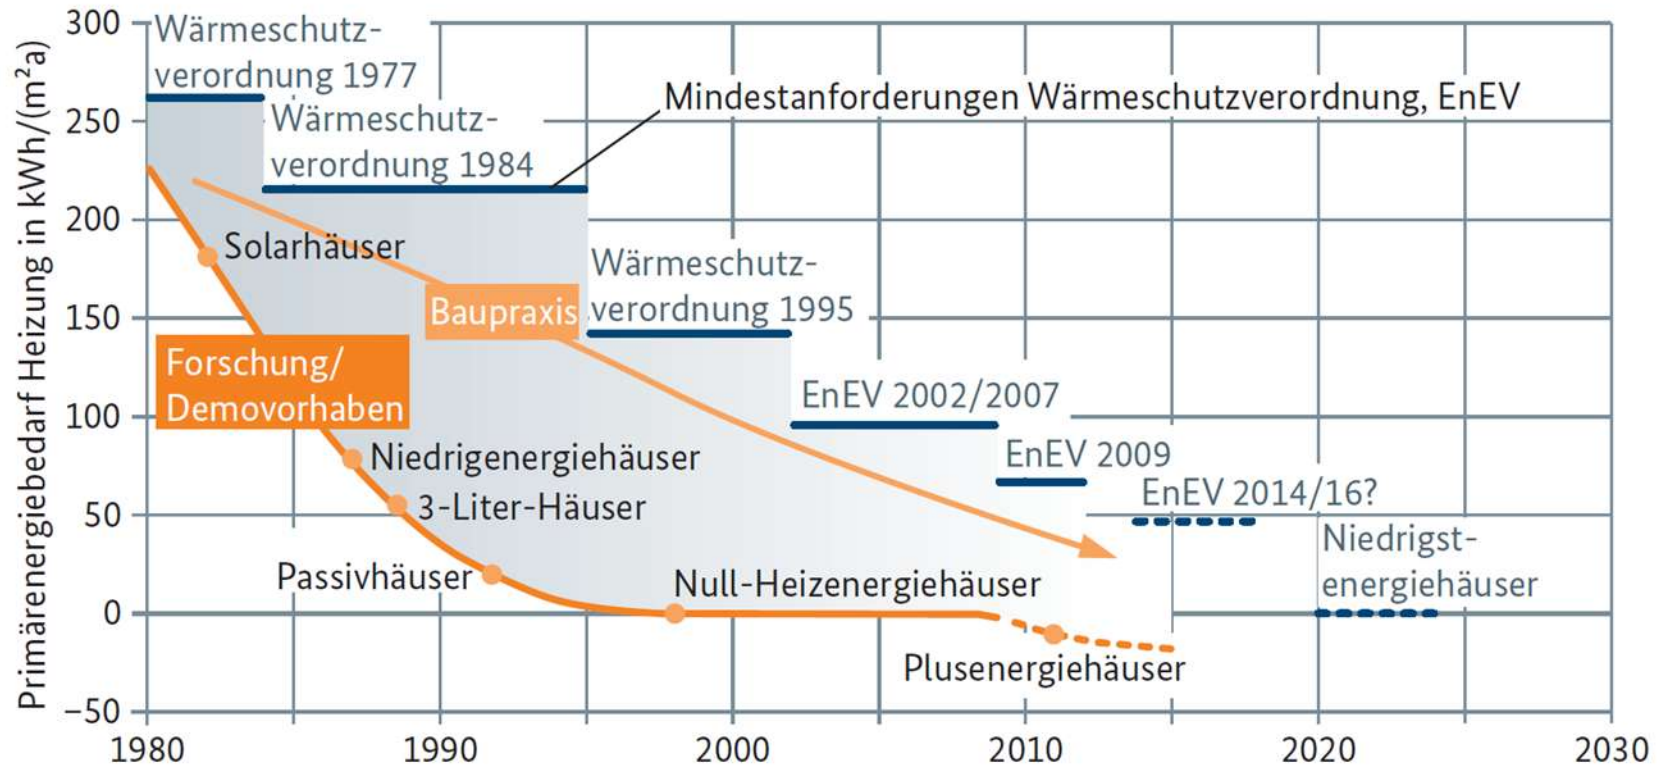 Primärenergiebedarf Heizung in kWh/(m²a)
300
250
200
150
100
50
0
−50
Wärmeschutz-
verordnung 1977
Wärmeschutz-
verordnung 1984
Mindestanforderungen Wärmeschutzverordnung, EnEV
Solarhäuser
Wärmeschutz-
verordnung 1995
Baupraxis
Forschung/
Demovorhaben
EnEV 2002/2007
Niedrigenergiehäuser
EnEV 2009
3-Liter-Häuser
EnEV 2014/16?
Niedrigst-
energiehäuser
Passivhäuser
Null-Heizenergiehäuser
Plusenergiehäuser
1980
1990
2000
2010
2020
2030